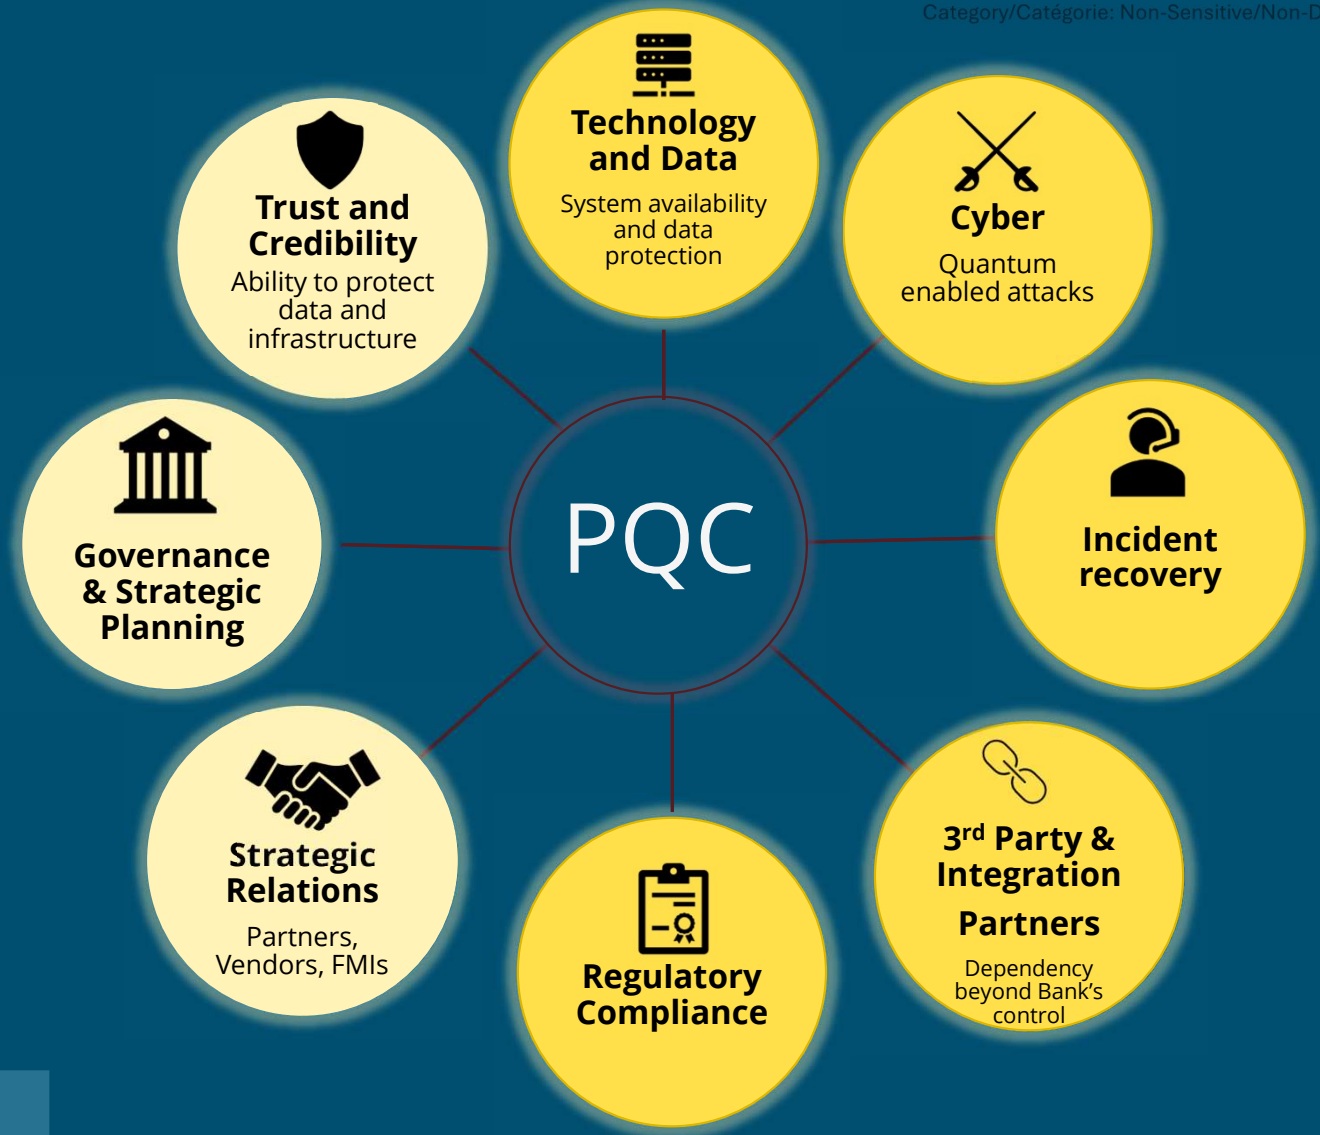 Category/Catégorie: Non-Sensitive/Non-D
Technology
and Data
System availability
and data
protection
Cyber
Quantum
enabled attacks
Trust and
Credibility
Ability to protect
data and
infrastructure
PQC
Incident
recovery
Governance
& Strategic
Planning
3rd Party &
Integration
Partners
Dependency
beyond Bank’s
control
Strategic
Relations
Partners,
Vendors, FMIs
Regulatory
Compliance